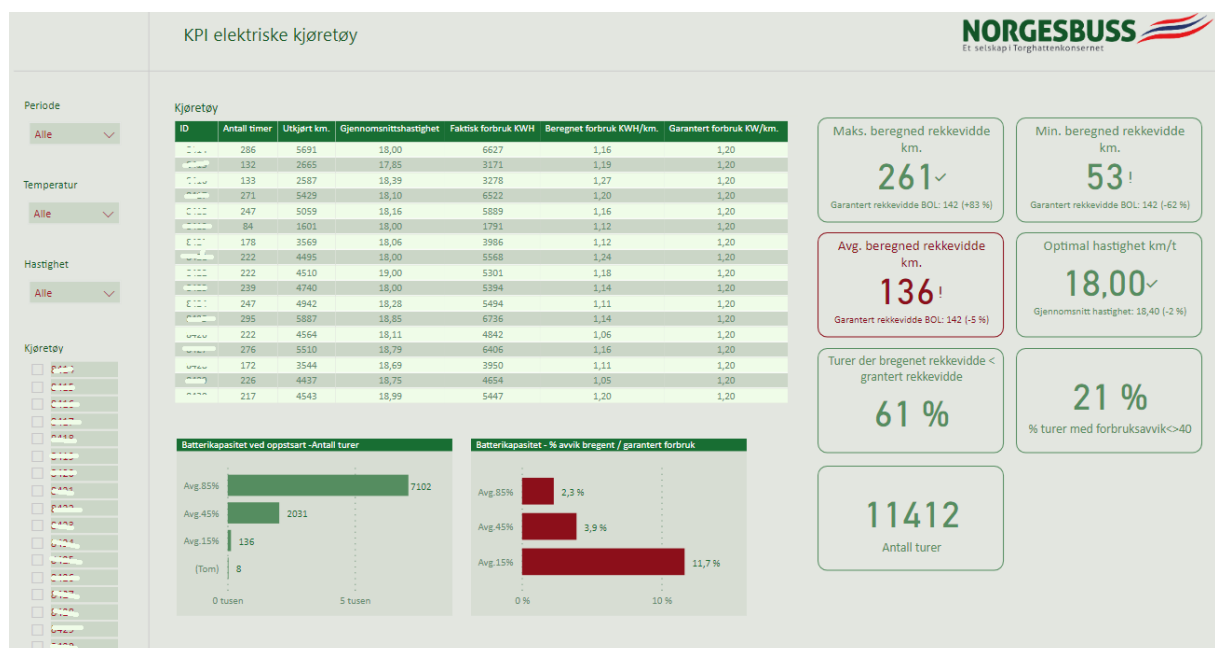 KPI elektriske kjøretøy
NORGESBUSS
Et selskap i Torghattenkonsernet
Periode
Alle
Temperatur
Alle
Hastighet
Alle
Kjøretøy
Kjøretøy
ID Antall timer Utkjørt km. Gjennomsnittshastighet Faktisk forbruk KWH Beregnet forbruk KWH/km. Garantert forbruk KW/km.
286 5691 18,00 6627 1,16 1,20
132 2665 17,85 3171 1,19 1,20
133 2587 18,39 3278 1,27 1,20
271 5429 18,10 6522 1,20 1,20
247 5059 18,16 5889 1,16 1,20
84 1601 18,00 1791 1,12 1,20
178 3569 18,06 3986 1,12 1,20
222 4495 18,00 5568 1,24 1,20
222 4510 19,00 5301 1,18 1,20
239 4740 18,00 5394 1,14 1,20
247 4942 18,28 5494 1,11 1,20
295 5887 18,85 6736 1,14 1,20
222 4564 18,11 4842 1,06 1,20
276 5510 18,79 6406 1,16 1,20
172 3544 18,69 3950 1,11 1,20
226 4437 18,75 4654 1,05 1,20
217 4543 18,99 5447 1,20 1,20
Maks. beregned rekkevidde
km.
261
Garantert rekkevidde BOL: 142 (+83 %)
Min. beregned rekkevidde
km.
53!
Garantert rekkevidde BOL: 142 (-62 %)
Avg. beregned rekkevidde
km.
136!
Garantert rekkevidde BOL: 142 (-5 %)
Optimal hastighet km/t
18,00
Gjennomsnitt hastighet: 18,40 (-2 %)
Turer der bregenet rekkevidde <
grantert rekkevidde
61 %
21 %
% turer med forbruksavvik<>40
11412
Antall turer
Batterikapasitet ved oppstsart -Antall turer
Avg.85% 7102
Avg.45% 2031
Avg.15% 136
(Tom) 8
0 tusen 5 tusen
Batterikapasitet - % avvik bregent / garantert forbruk
Avg.85% 2,3 %
Avg.45% 3,9 %
Avg.15% 11,7 %
0 % 10 %